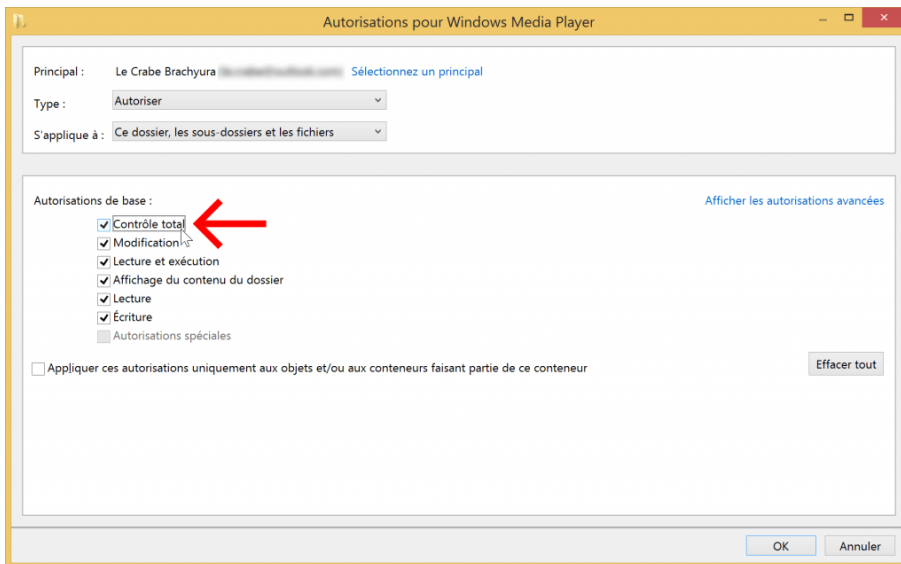 Autorisations pour Windows Media Player
Principal : Le Crabe Brachyura Sélectionnez un principal
Type : Autoriser
S'applique à : Ce dossier, les sous-dossiers et les fichiers
Autorisations de base : Afficher les autorisations avancées
Contrôle total
Modification
Lecture et exécution
Affichage du contenu du dossier
Lecture
Écriture
Autorisations spéciales
Appliquer ces autorisations uniquement aux objets et/ou aux conteneurs faisant partie de ce conteneur Effacer tout
OK Annuler